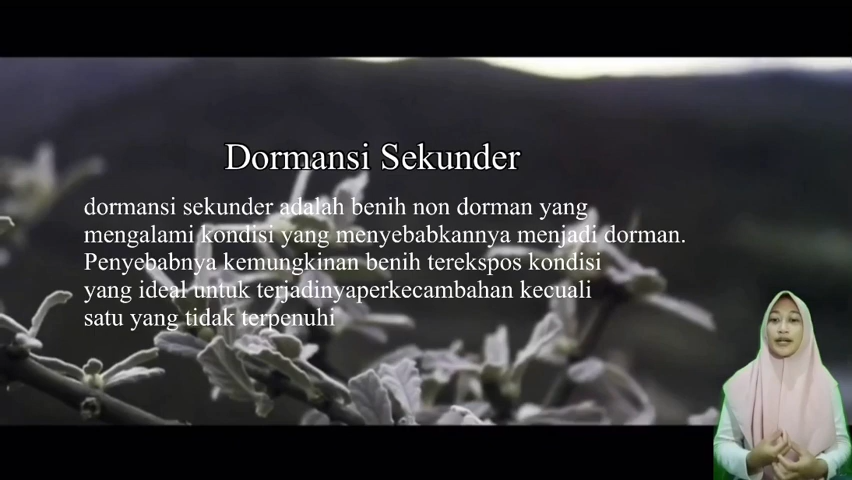 Dormansi Sekunder
dormansi sekunder adalah benih non dorman yang
mengalami kondisi yang menyebabkannya menjadi dorman.
Penyebabnya kemungkinan benih terekspos kondisi
yang ideal untuk terjadinyaperkecambahan kecuali
satu yang tidak terpenuhi